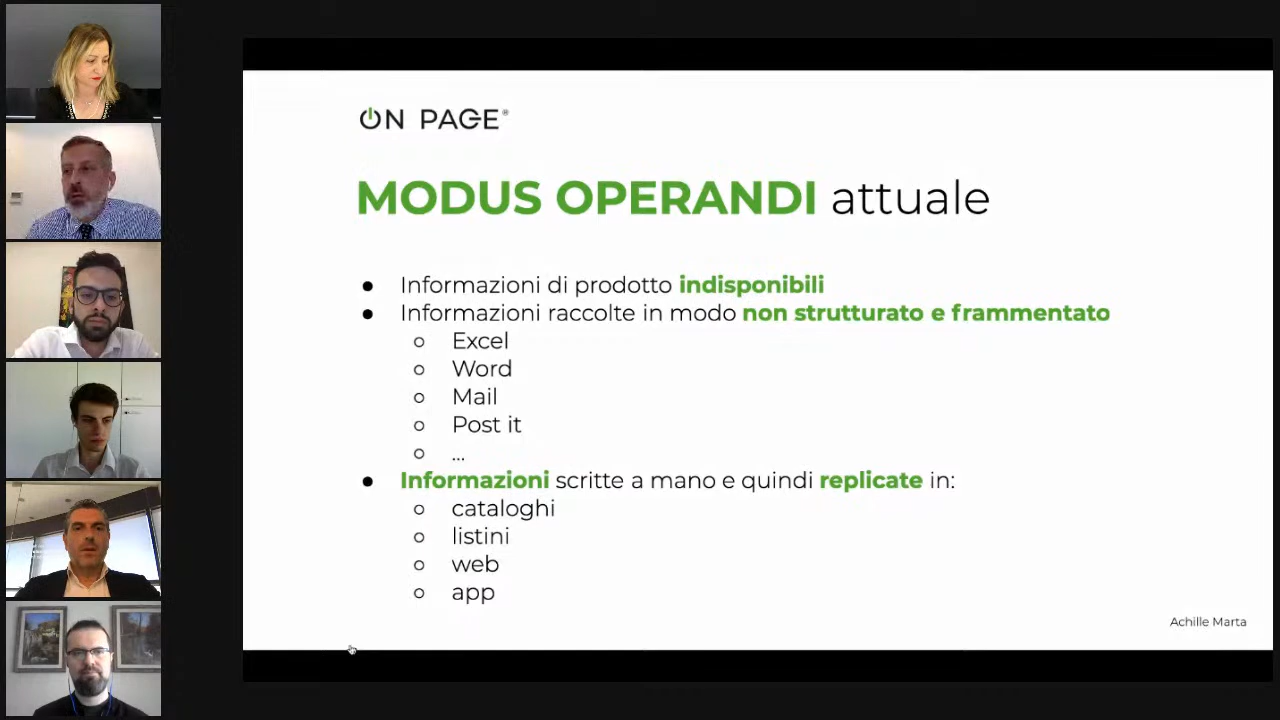 ON PAGE®
MODUS OPERANDI attuale
● Informazioni di prodotto indisponibili
● Informazioni raccolte in modo non strutturato e frammentato
○ Excel
○ Word
○ Mail
○ Post it
○ ...
● Informazioni scritte a mano e quindi replicate in:
○ cataloghi
○ listini
○ web
○ app
Achille Marta